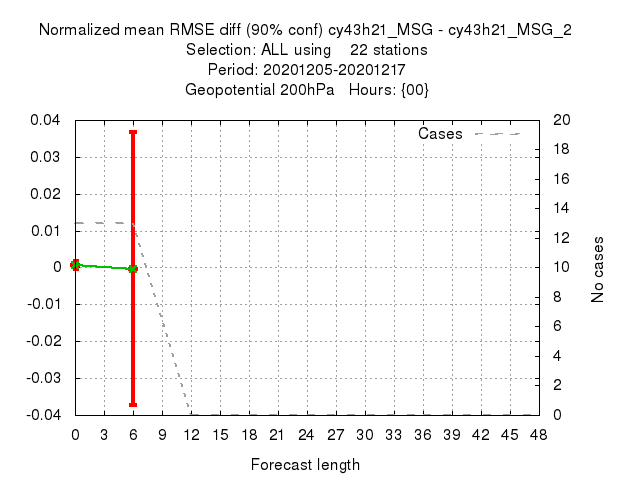 Normalized mean RMSE diff (90% conf) cy43h21_MSG - cy43h21_MSG_2
Selection: ALL using 22 stations
Period: 20201205-20201217
Geopotential 200hPa Hours: {00}
Cases
0.04
0.03
0.02
0.01
0
-0.01
-0.02
-0.03
-0.04
20
18
16
14
12
10
8
6
4
2
0
No cases
0 3 6 9 12 15 18 21 24 27 30 33 36 39 42 45 48
Forecast length